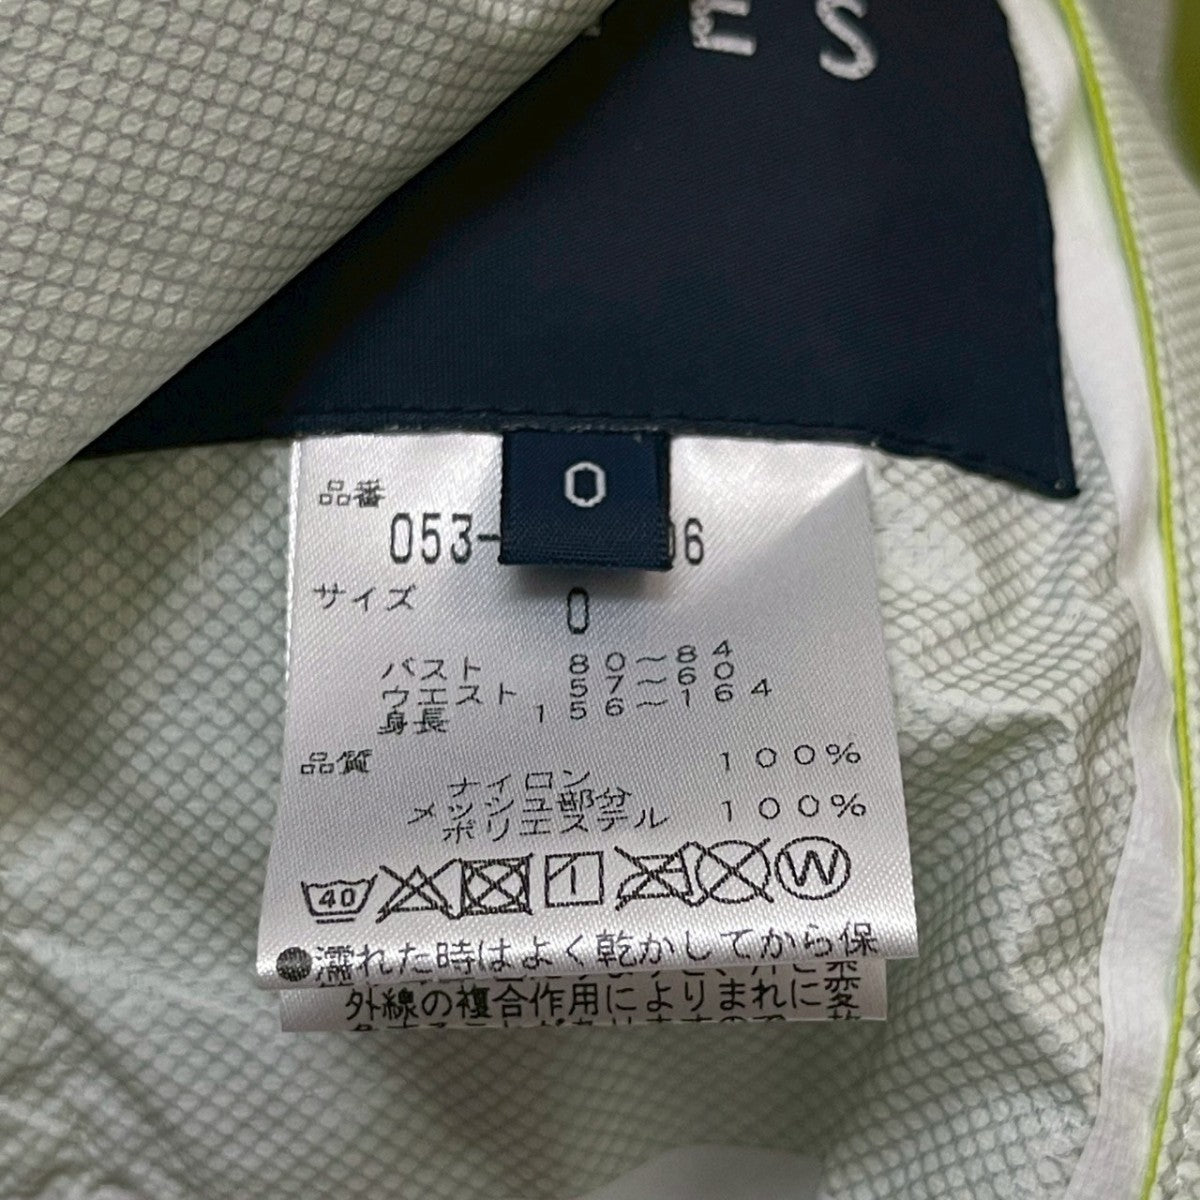 ES
0
品番
053- 06
サイズ
0
バスト 80～84
ウエスト 57～60
身長 156～164
品質
ナイロン 100%
メッシュ部分
ポリエステル 100%
40 W
●濡れた時はよく乾かしてから保
外線の複合作用によりまれに変